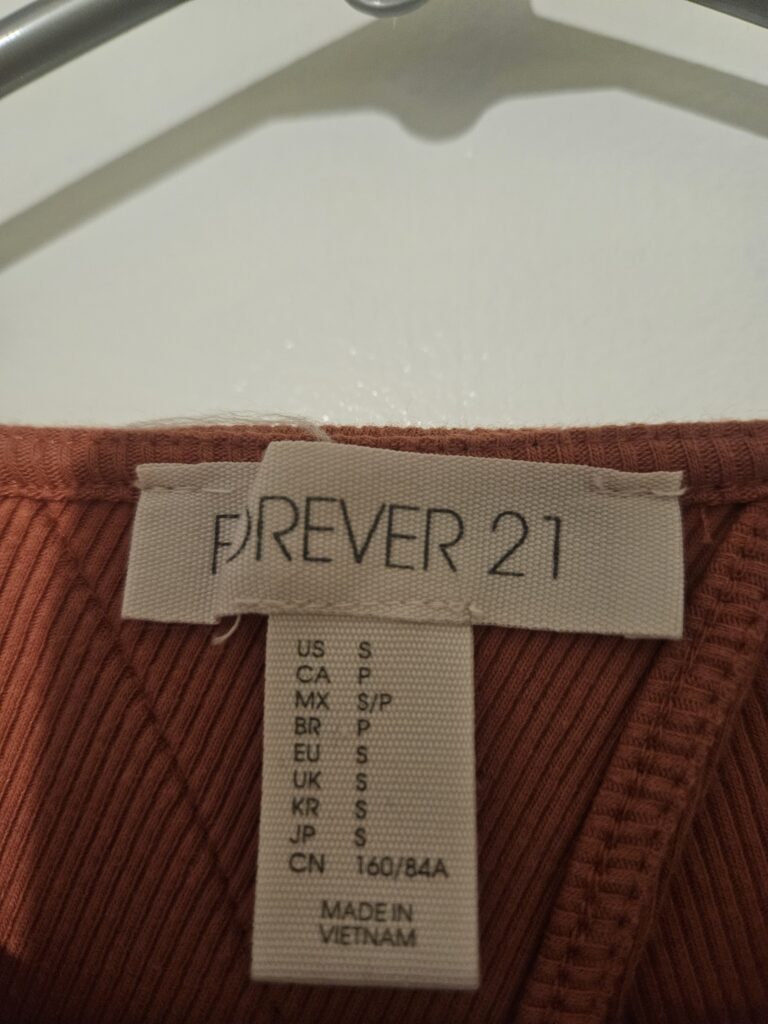 FOREVER 21
US S
CA P
MX S/P
BR P
EU S
UK S
KR S
JP S
CN 160/84A
MADE IN
VIETNAM